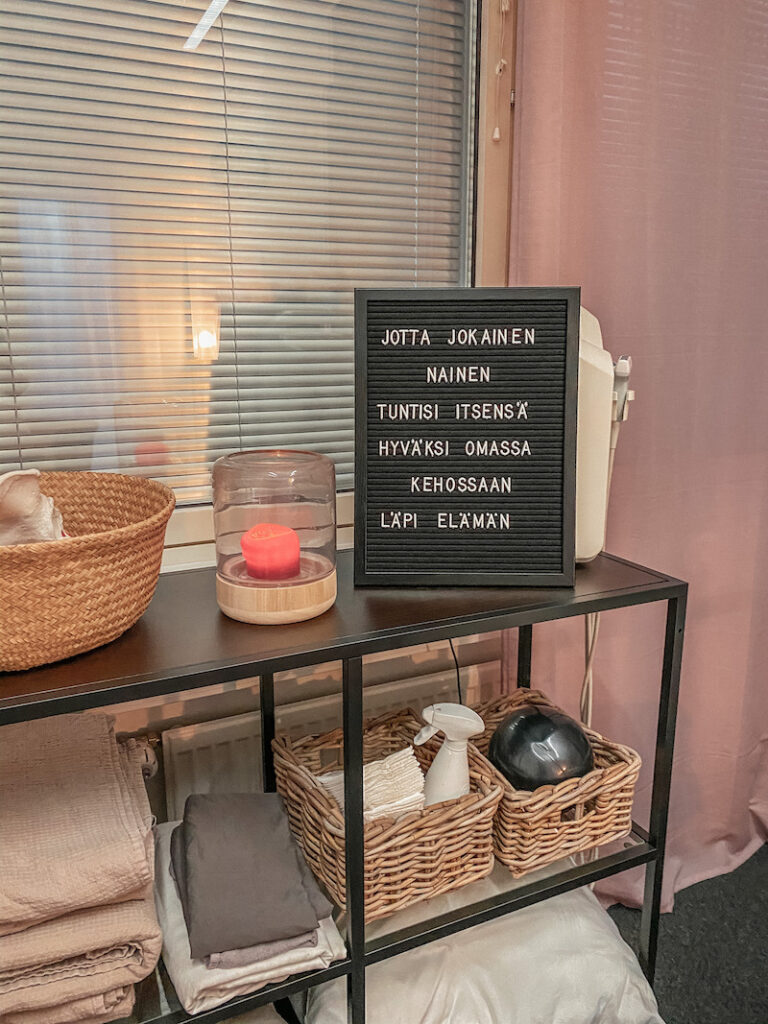 JOTTA JOKAINEN
NAINEN
TUNTISI ITSENSÄ
HYVÄKSI OMASSA
KEHOSSAAN
LÄPI ELÄMÄN